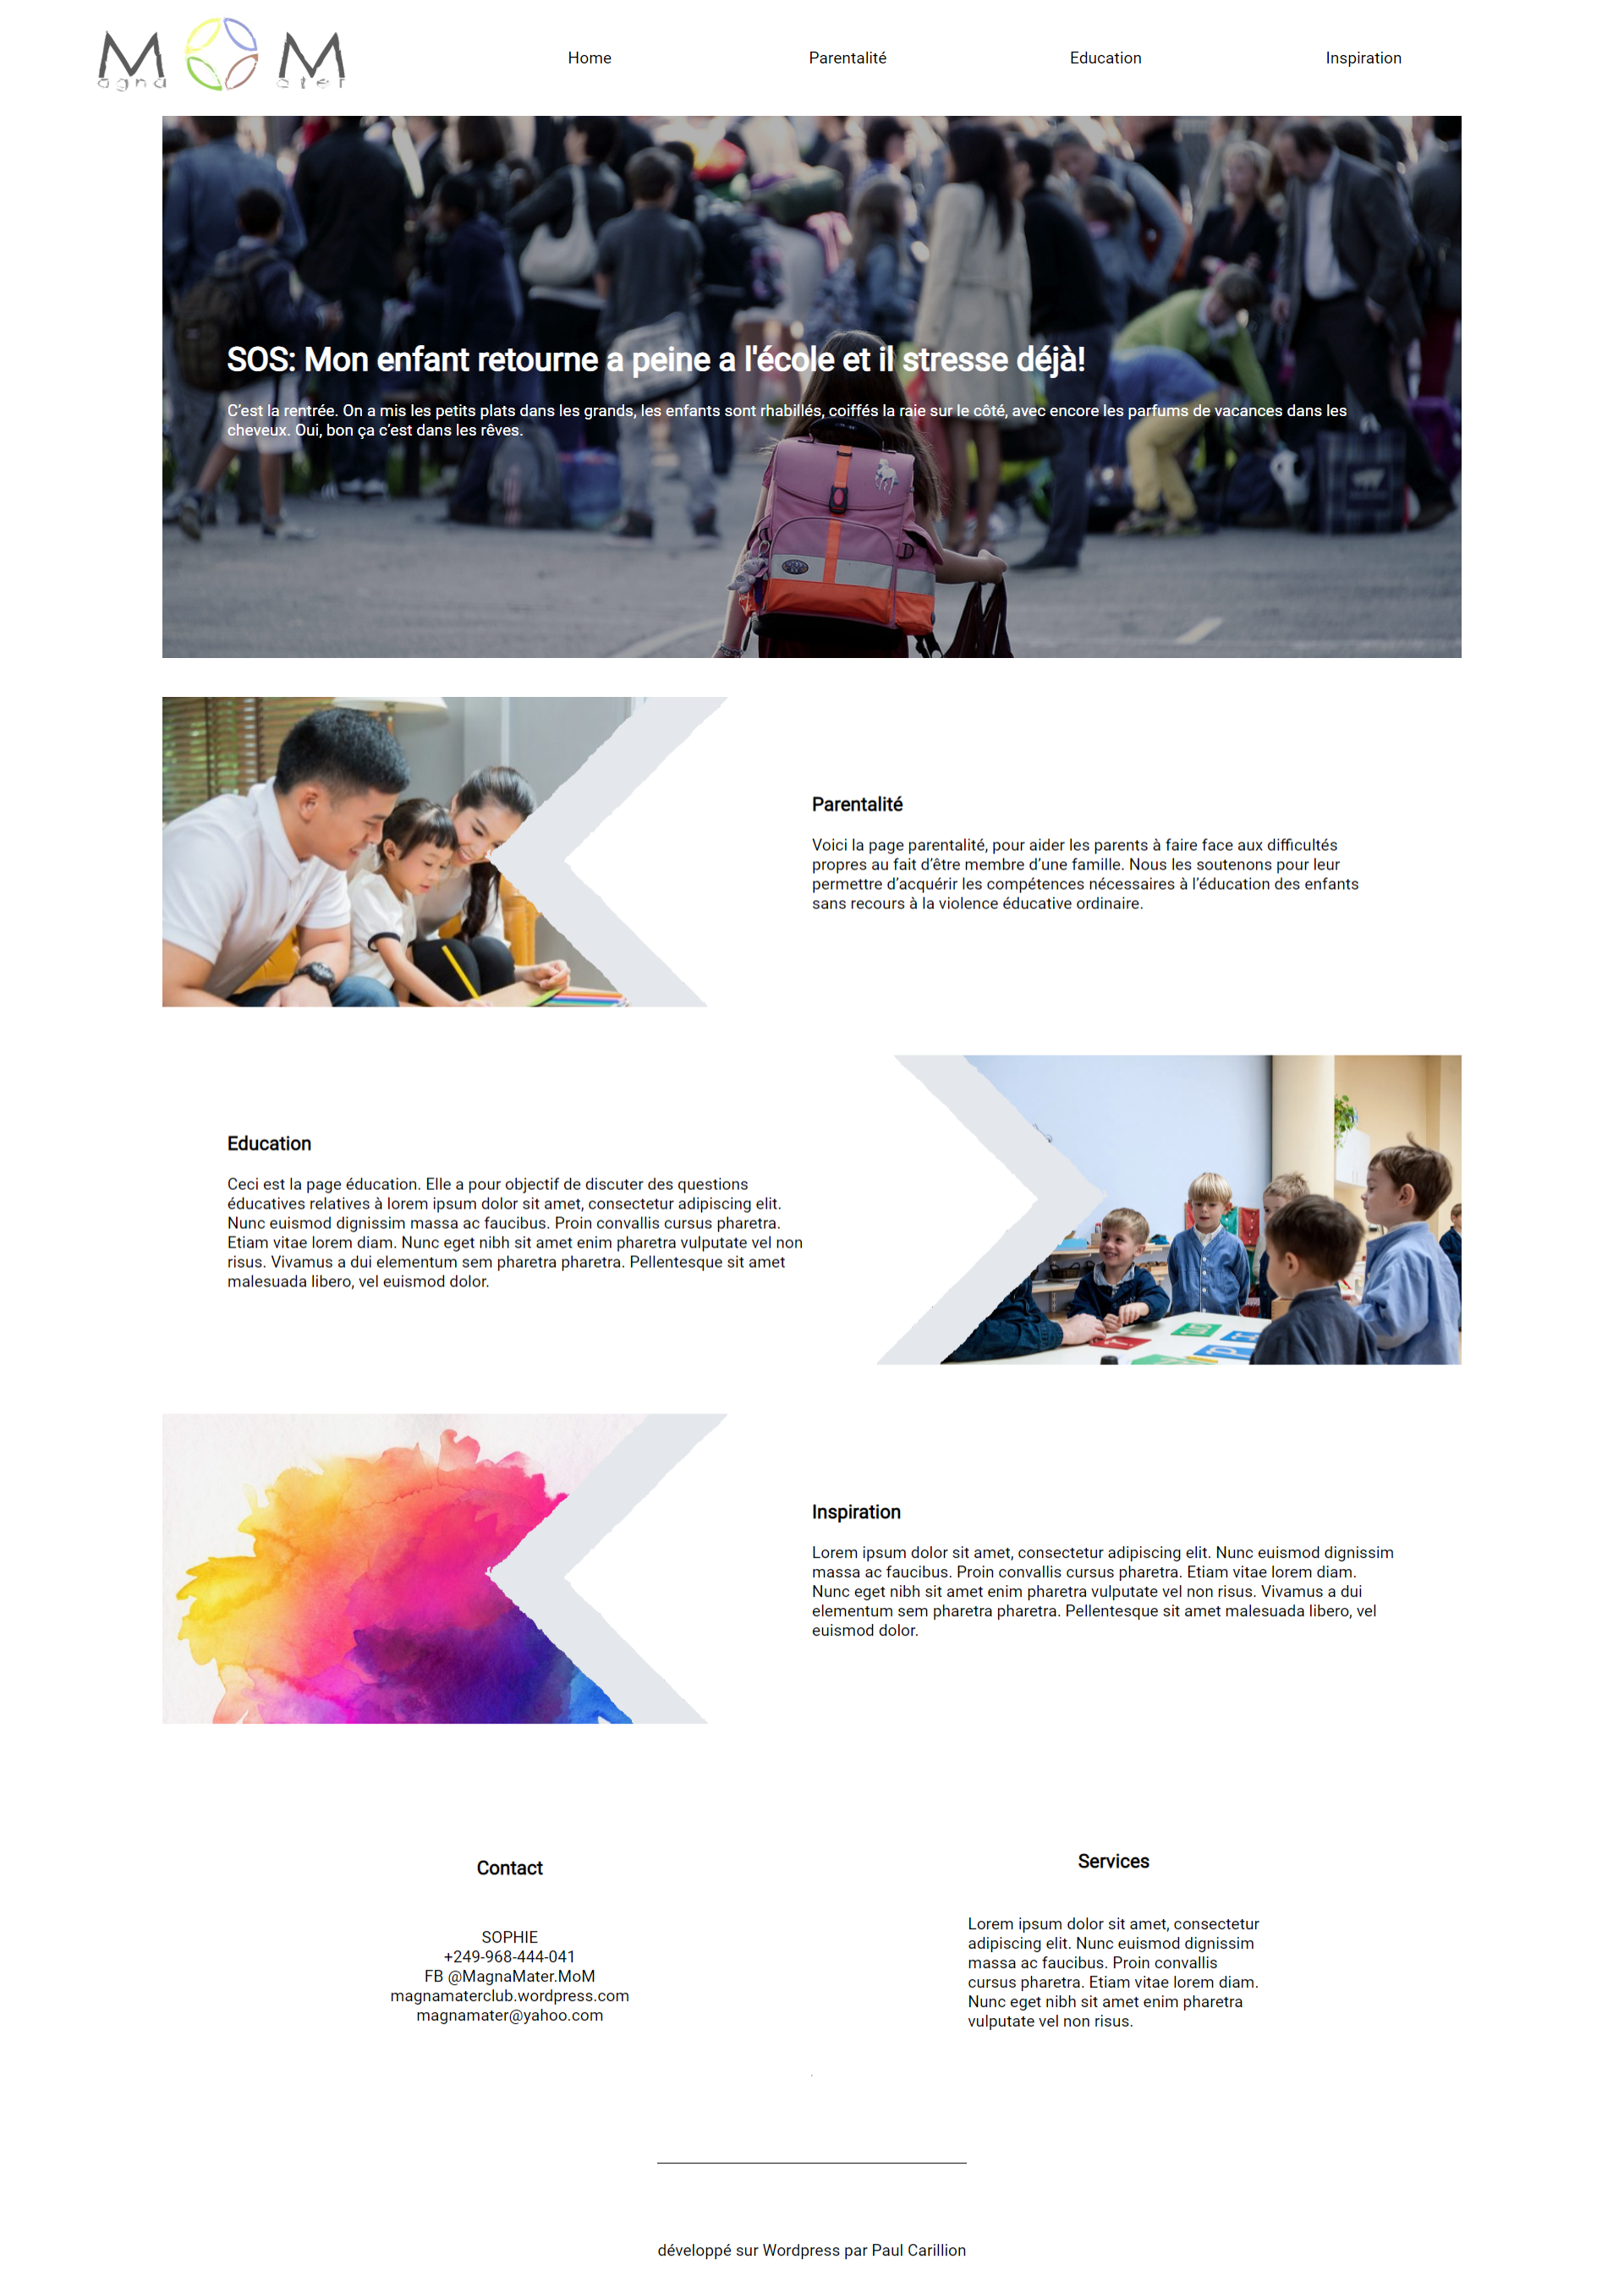 M M
agna ater
Home Parentalité Education Inspiration
SOS: Mon enfant retourne a peine a l'école et il stresse déjà!
C’est la rentrée. On a mis les petits plats dans les grands, les enfants sont rhabillés, coiffés la raie sur le côté, avec encore les parfums de vacances dans les
cheveux. Oui, bon ça c’est dans les rêves.
Parentalité
Voici la page parentalité, pour aider les parents à faire face aux difficultés
propres au fait d’être membre d’une famille. Nous les soutenons pour leur
permettre d’acquérir les compétences nécessaires à l’éducation des enfants
sans recours à la violence éducative ordinaire.
Education
Ceci est la page éducation. Elle a pour objectif de discuter des questions
éducatives relatives à lorem ipsum dolor sit amet, consectetur adipiscing elit.
Nunc euismod dignissim massa ac faucibus. Proin convallis cursus pharetra.
Etiam vitae lorem diam. Nunc eget nibh sit amet enim pharetra vulputate vel non
risus. Vivamus a dui elementum sem pharetra pharetra. Pellentesque sit amet
malesuada libero, vel euismod dolor.
Inspiration
Lorem ipsum dolor sit amet, consectetur adipiscing elit. Nunc euismod dignissim
massa ac faucibus. Proin convallis cursus pharetra. Etiam vitae lorem diam.
Nunc eget nibh sit amet enim pharetra vulputate vel non risus. Vivamus a dui
elementum sem pharetra pharetra. Pellentesque sit amet malesuada libero, vel
euismod dolor.
Contact
SOPHIE
+249-968-444-041
FB @MagnaMater.MoM
magnamaterclub.wordpress.com
magnamater@yahoo.com
Services
Lorem ipsum dolor sit amet, consectetur
adipiscing elit. Nunc euismod dignissim
massa ac faucibus. Proin convallis
cursus pharetra. Etiam vitae lorem diam.
Nunc eget nibh sit amet enim pharetra
vulputate vel non risus.
développé sur Wordpress par Paul Carillion